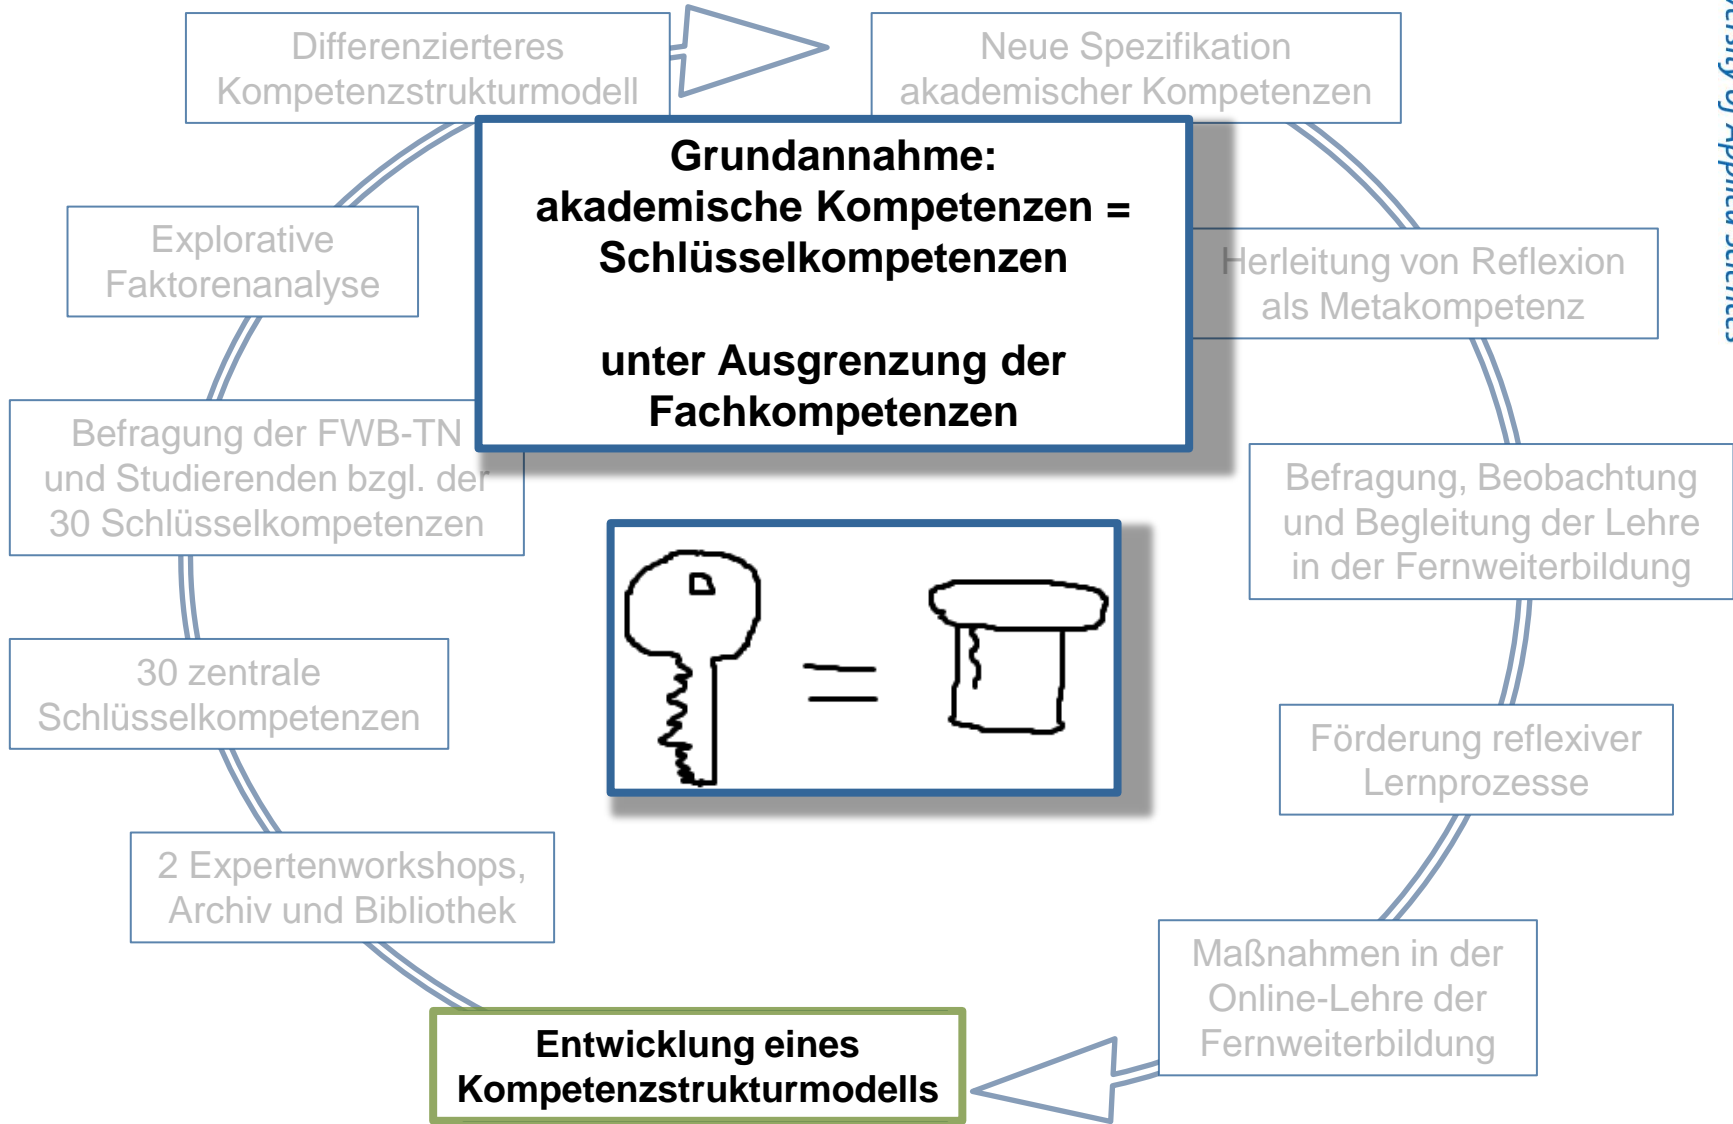 Differenzierteres
Kompetenzstrukturmodell
Neue Spezifikation
akademischer Kompetenzen
Grundannahme:
akademische Kompetenzen =
Schlüsselkompetenzen
unter Ausgrenzung der
Fachkompetenzen
Explorative
Faktorenanalyse
Herleitung von Reflexion
als Metakompetenz
Befragung der FWB-TN
und Studierenden bzgl. der
30 Schlüsselkompetenzen
Befragung, Beobachtung
und Begleitung der Lehre
in der Fernweiterbildung
30 zentrale
Schlüsselkompetenzen
Förderung reflexiver
Lernprozesse
2 Expertenworkshops,
Archiv und Bibliothek
Maßnahmen in der
Online-Lehre der
Fernweiterbildung
Entwicklung eines
Kompetenzstrukturmodells
of Applied Sciences